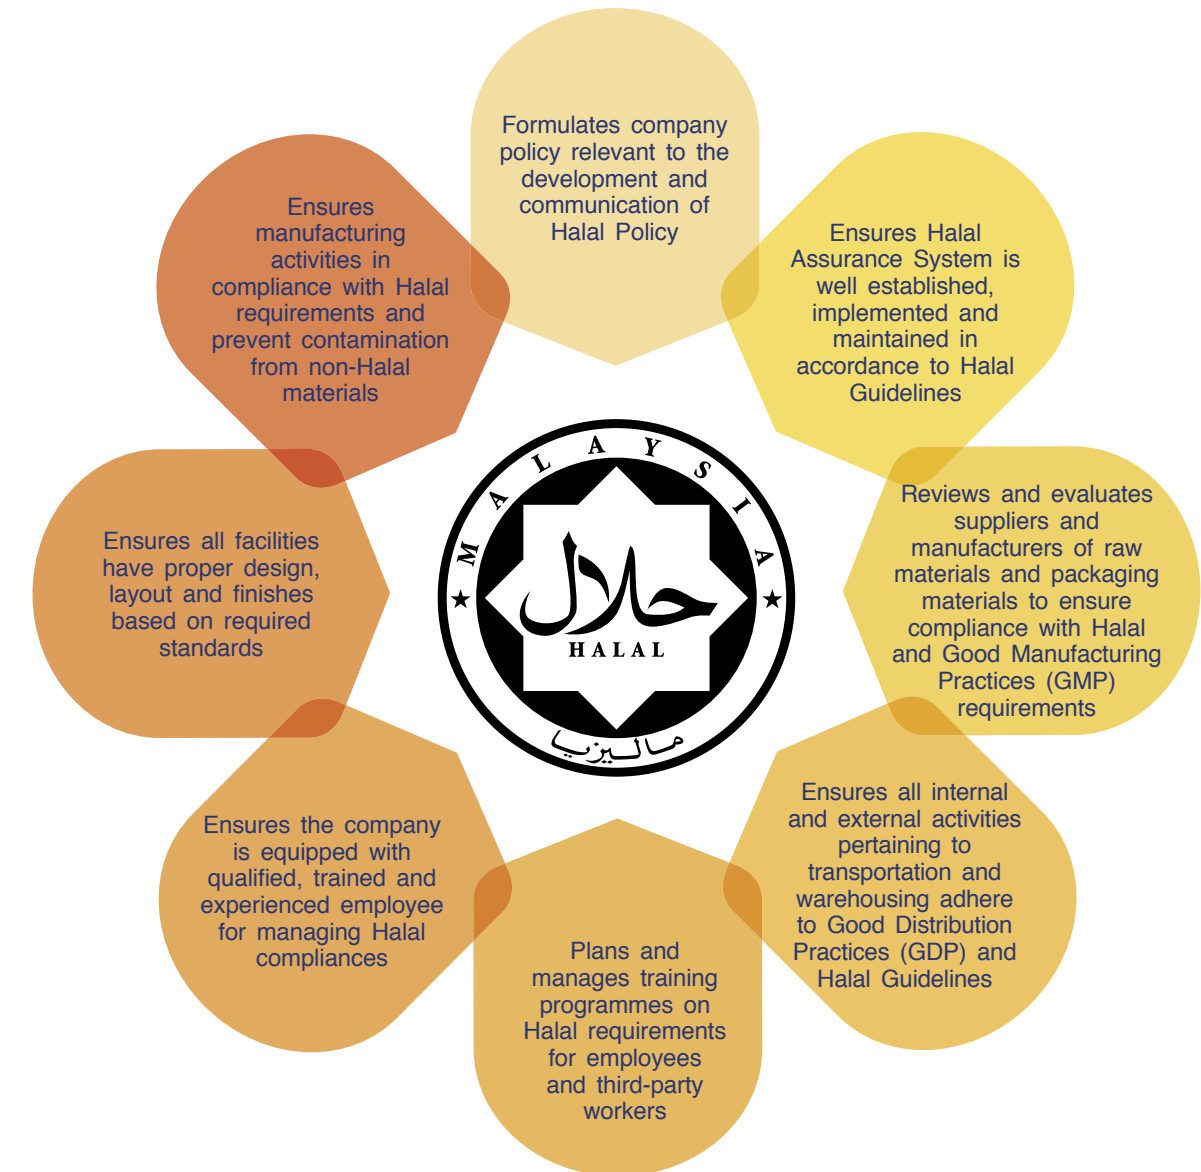 Formulates company
policy relevant to the
development and
communication of
Halal Policy
Ensures Halal
Assurance System is
well established,
implemented and
maintained in
accordance to Halal
Guidelines
Reviews and evaluates
suppliers and
manufacturers of raw
materials and packaging
materials to ensure
compliance with Halal
and Good Manufacturing
Practices (GMP)
requirements
Ensures all internal
and external activities
pertaining to
transportation and
warehousing adhere
to Good Distribution
Practices (GDP) and
Halal Guidelines
Plans and
manages training
programmes on
Halal requirements
for employees
and third-party
workers
Ensures the company
is equipped with
qualified, trained and
experienced employee
for managing Halal
compliances
Ensures all facilities
have proper design,
layout and finishes
based on required
standards
Ensures
manufacturing
activities in
compliance with Halal
requirements and
prevent contamination
from non-Halal
materials
MALAYSIA
حلال
HALAL
ماليزيا